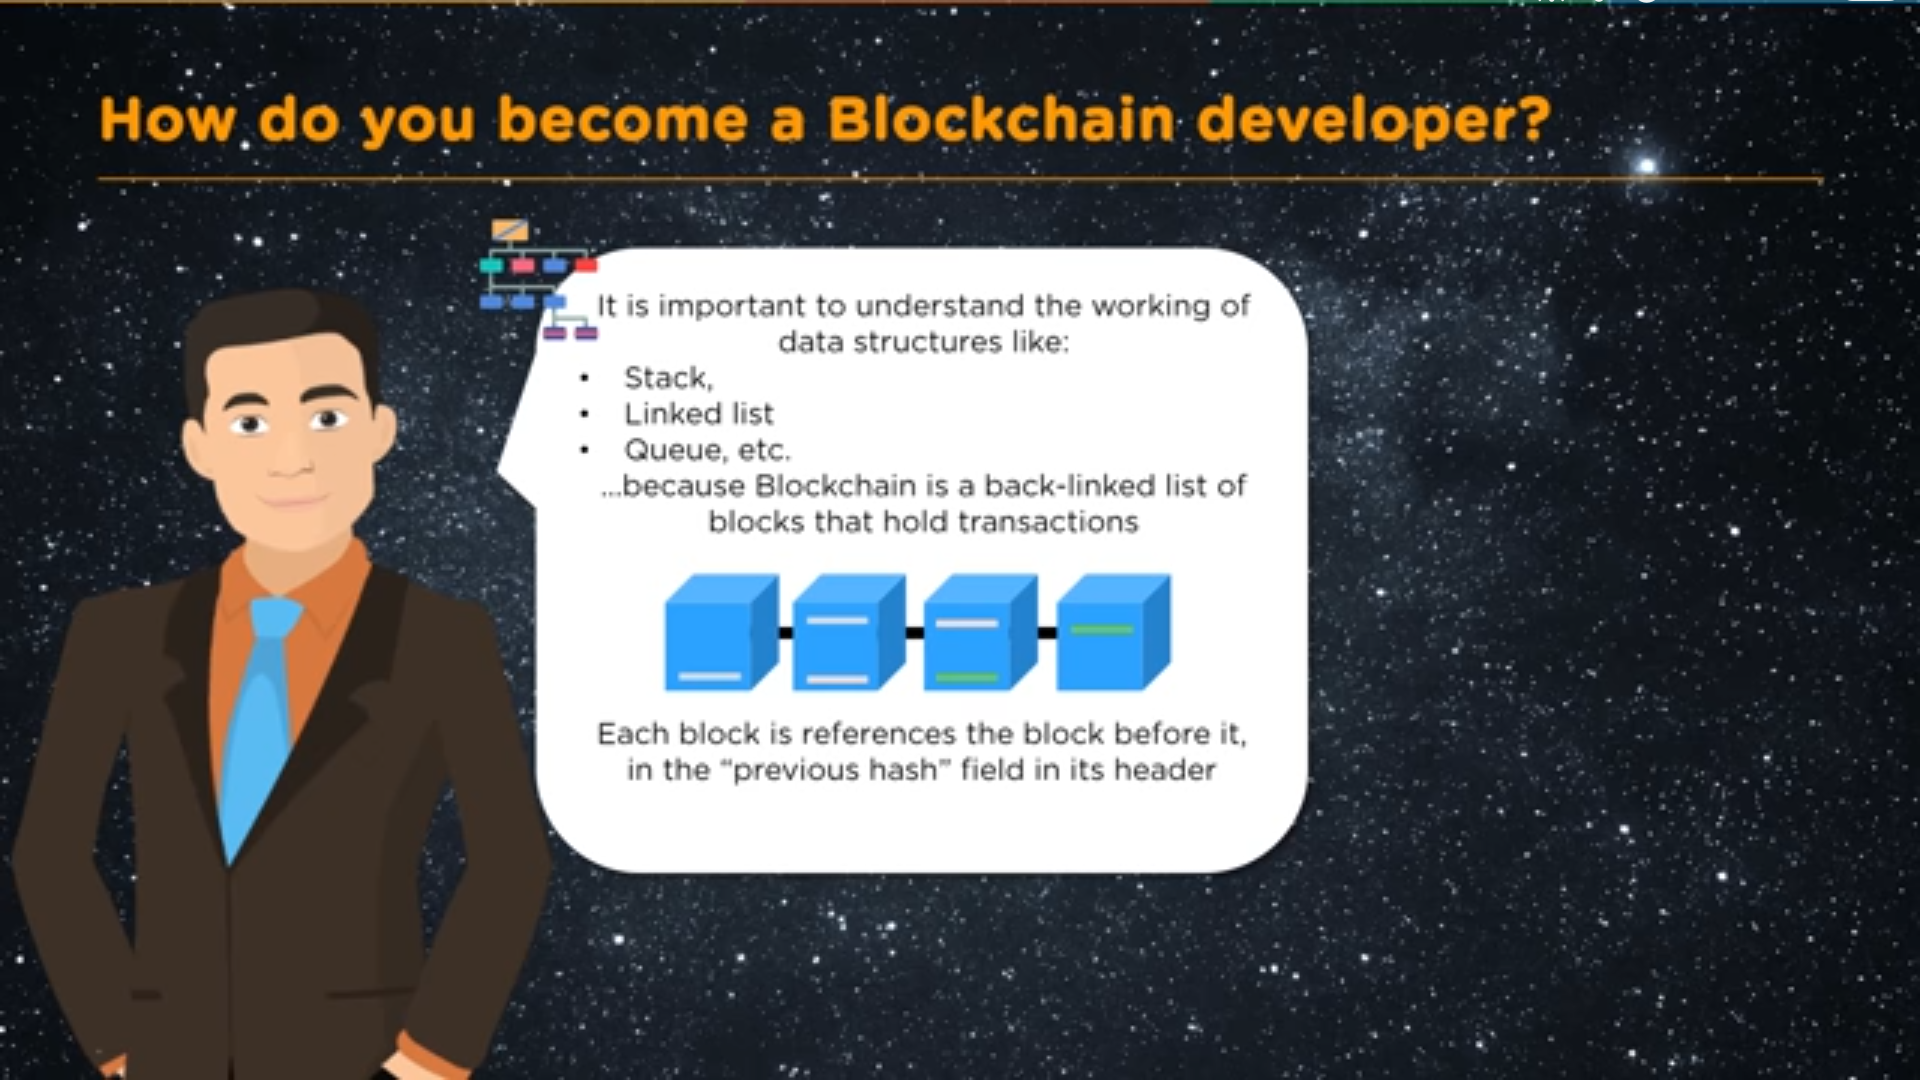 How do you become a Blockchain developer?
It is important to understand the working of
data structures like:
• Stack,
• Linked list
• Queue, etc.
...because Blockchain is a back-linked list of
blocks that hold transactions
Each block is references the block before it,
in the “previous hash” field in its header